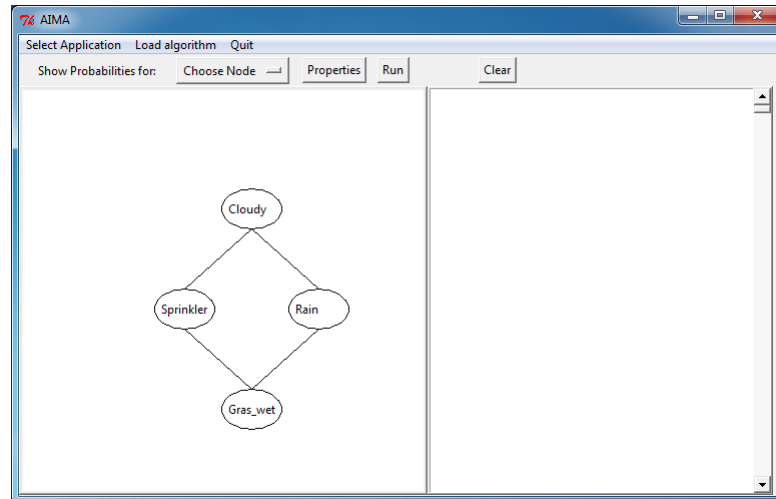 AIMA
Select Application Load algorithm Quit
Show Probabilities for: Choose Node Properties Run Clear
Cloudy
Sprinkler Rain
Gras_wet